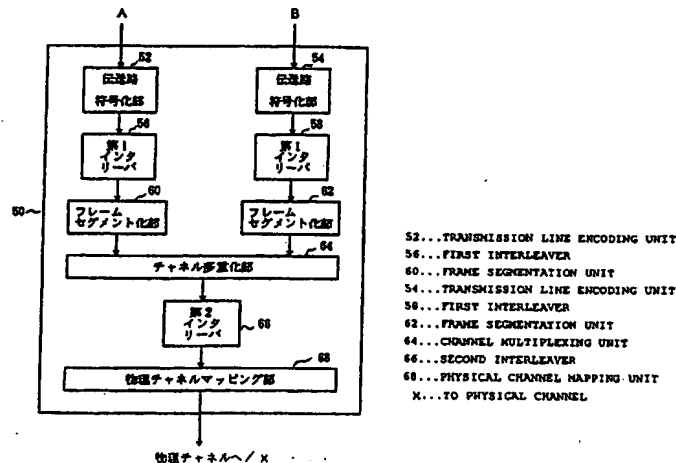 A B
52
54
伝送路
符号化部
伝送路
符号化部
56
58
第1
インタ
リーバ
第1
インタ
リーバ
60
62
50
フレーム
セグメント化部
フレーム
セグメント化部
64
チャネル多重化部
第2
インタ
リーバ
66
68
物理チャネルマッピング部
物理チャネルへ/ X
52...TRANSMISSION LINE ENCODING UNIT
56...FIRST INTERLEAVER
60...FRAME SEGMENTATION UNIT
54...TRANSMISSION LINE ENCODING UNIT
58...FIRST INTERLEAVER
62...FRAME SEGMENTATION UNIT
64...CHANNEL MULTIPLEXING UNIT
66...SECOND INTERLEAVER
68...PHYSICAL CHANNEL MAPPING UNIT
X...TO PHYSICAL CHANNEL